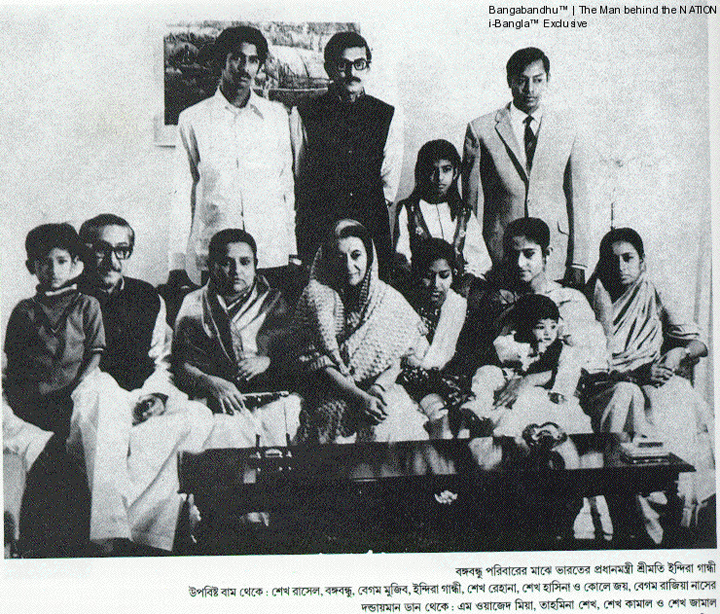 Bangabandhu™ | The Man behind the NATION
i-Bangla™ Exclusive
বঙ্গবন্ধু পরিবারের মাঝে ভারতের প্রধানমন্ত্রী শ্রীমতি ইন্দিরা গান্ধী
উপবিষ্ট বাম থেকে : শেখ রাসেল, বঙ্গবন্ধু, বেগম মুজিব, ইন্দিরা গান্ধী, শেখ রেহানা, শেখ হাসিনা ও কোলে জয়, বেগম রাজিয়া নাসের
দন্ডায়মান ডান থেকে : এম ওয়াজেদ মিয়া, তাহমিনা শেখ, শেখ কামাল ও শেখ জামাল